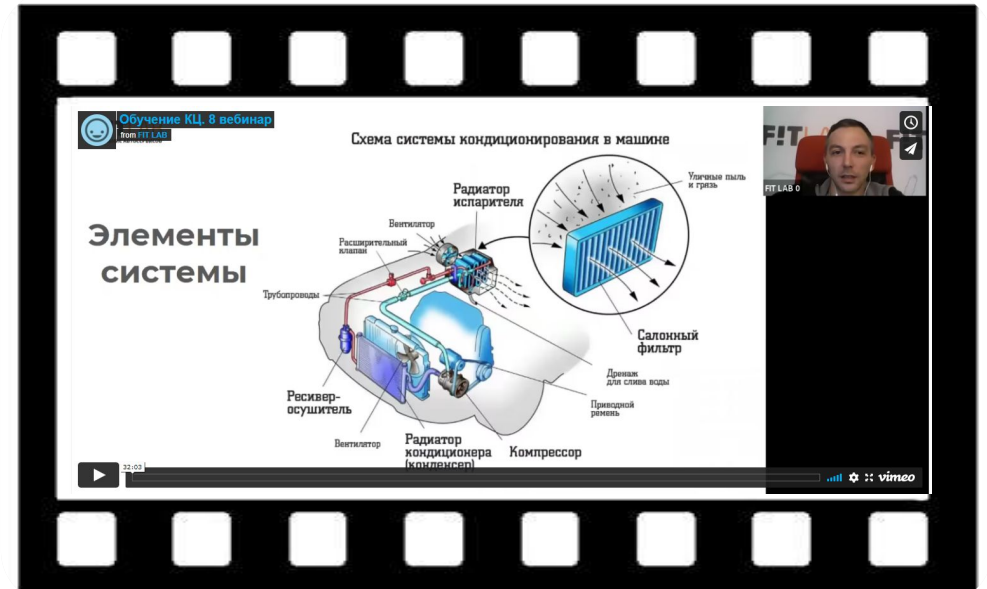 Обучение КЦ. 8 вебинар
from FIT LAB
Схема системы кондиционирования в машине
Элементы
системы
Радиатор
испарителя
Вентилятор
Расширительный
клапан
Трубопроводы
Уличные пыль
и грязь
Салонный
фильтр
Дренаж
для слива воды
Приводной
ремень
Ресивер-
осушитель
Вентилятор
Радиатор
кондиционера
(конденсер)
Компрессор
FIT LAB 0
32:03
vimeo